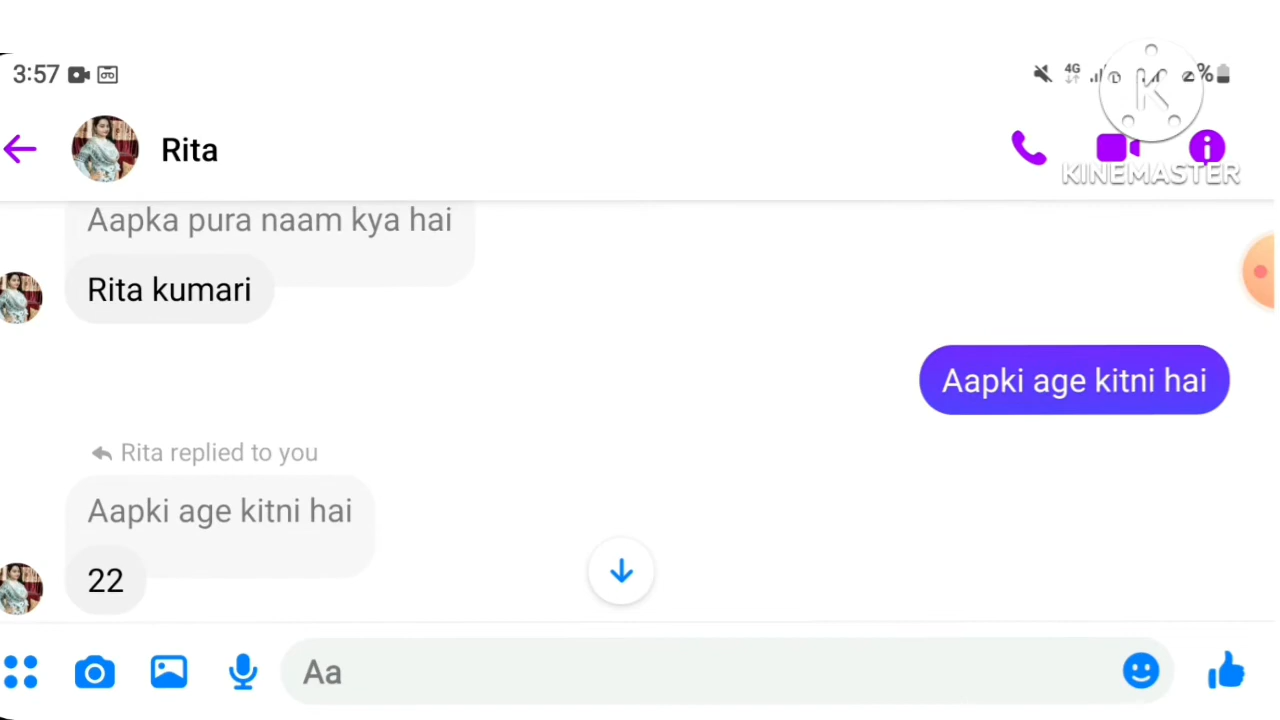 3:57
4G
%
K
KINEMASTER
Rita
Aapka pura naam kya hai
Rita kumari
Aapki age kitni hai
Rita replied to you
Aapki age kitni hai
22
Aa